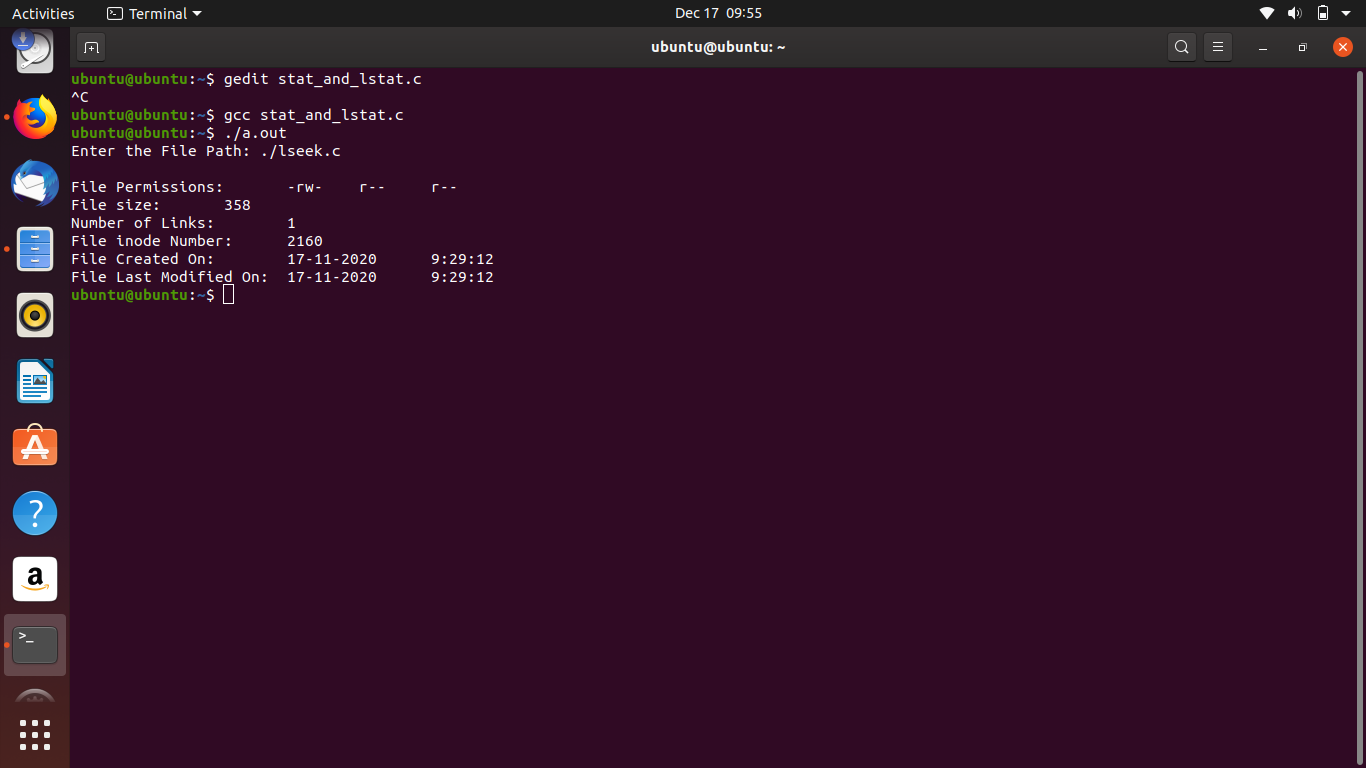 Activities
Terminal
Dec 17 09:55
ubuntu@ubuntu: ~
ubuntu@ubuntu:~$ gedit stat_and_lstat.c
^C
ubuntu@ubuntu:~$ gcc stat_and_lstat.c
ubuntu@ubuntu:~$ ./a.out
Enter the File Path: ./lseek.c
File Permissions: -rw- r-- r--
File size: 358
Number of Links: 1
File inode Number: 2160
File Created On: 17-11-2020 9:29:12
File Last Modified On: 17-11-2020 9:29:12
ubuntu@ubuntu:~$
?
a
>_